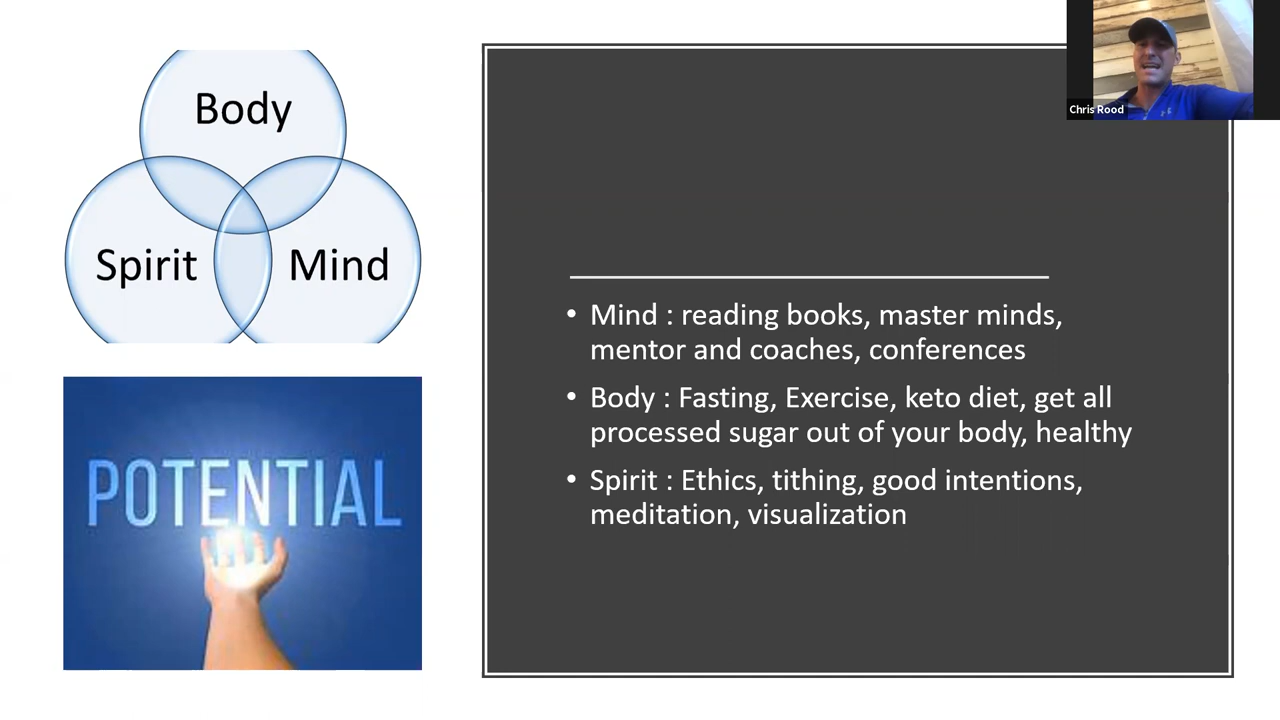 Body
Spirit
Mind
POTENTIAL
Chris Rood
• Mind : reading books, master minds,
mentor and coaches, conferences
• Body : Fasting, Exercise, keto diet, get all
processed sugar out of your body, healthy
• Spirit : Ethics, tithing, good intentions,
meditation, visualization